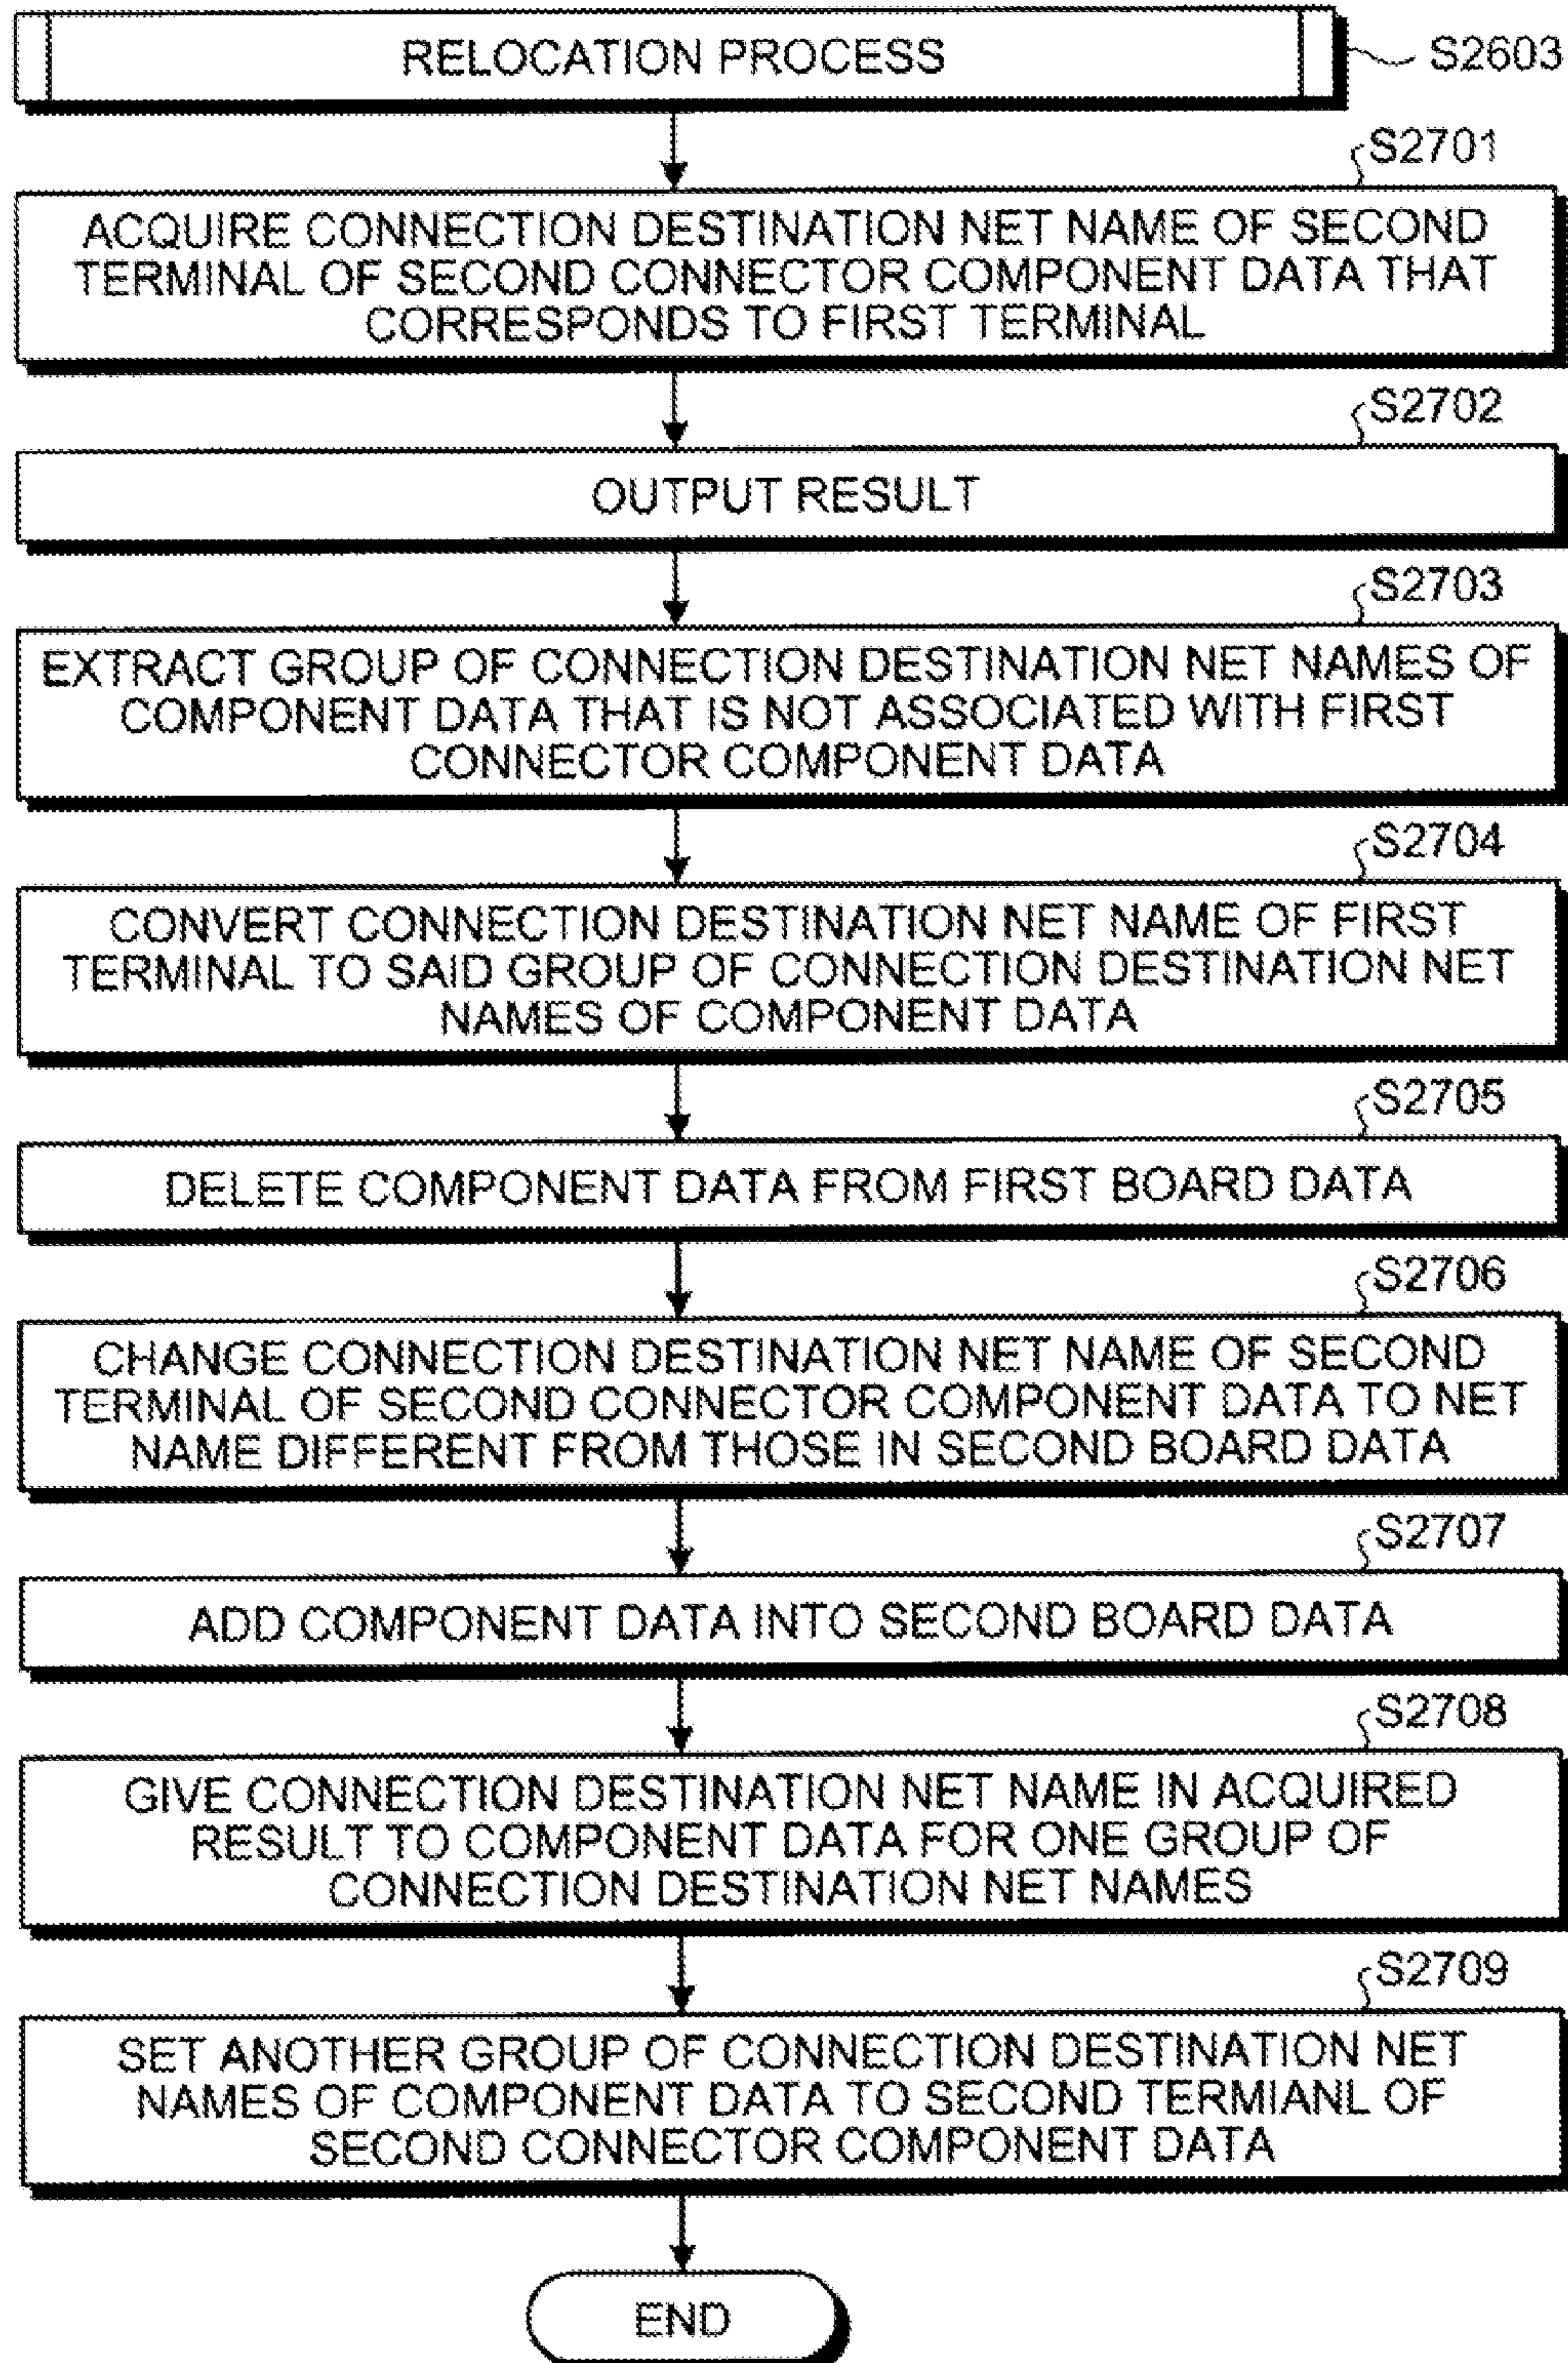 RELOCATION PROCESS
S2603
S2701
ACQUIRE CONNECTION DESTINATION NET NAME OF SECOND
TERMINAL OF SECOND CONNECTOR COMPONENT DATA THAT
CORRESPONDS TO FIRST TERMINAL
S2702
OUTPUT RESULT
S2703
EXTRACT GROUP OF CONNECTION DESTINATION NET NAMES OF
COMPONENT DATA THAT IS NOT ASSOCIATED WITH FIRST
CONNECTOR COMPONENT DATA
S2704
CONVERT CONNECTION DESTINATION NET NAME OF FIRST
TERMINAL TO SAID GROUP OF CONNECTION DESTINATION NET
NAMES OF COMPONENT DATA
S2705
DELETE COMPONENT DATA FROM FIRST BOARD DATA
S2706
CHANGE CONNECTION DESTINATION NET NAME OF SECOND
TERMINAL OF SECOND CONNECTOR COMPONENT DATA TO NET
NAME DIFFERENT FROM THOSE IN SECOND BOARD DATA
S2707
ADD COMPONENT DATA INTO SECOND BOARD DATA
S2708
GIVE CONNECTION DESTINATION NET NAME IN ACQUIRED
RESULT TO COMPONENT DATA FOR ONE GROUP OF
CONNECTION DESTINATION NET NAMES
S2709
SET ANOTHER GROUP OF CONNECTION DESTINATION NET
NAMES OF COMPONENT DATA TO SECOND TERMIANL OF
SECOND CONNECTOR COMPONENT DATA
END